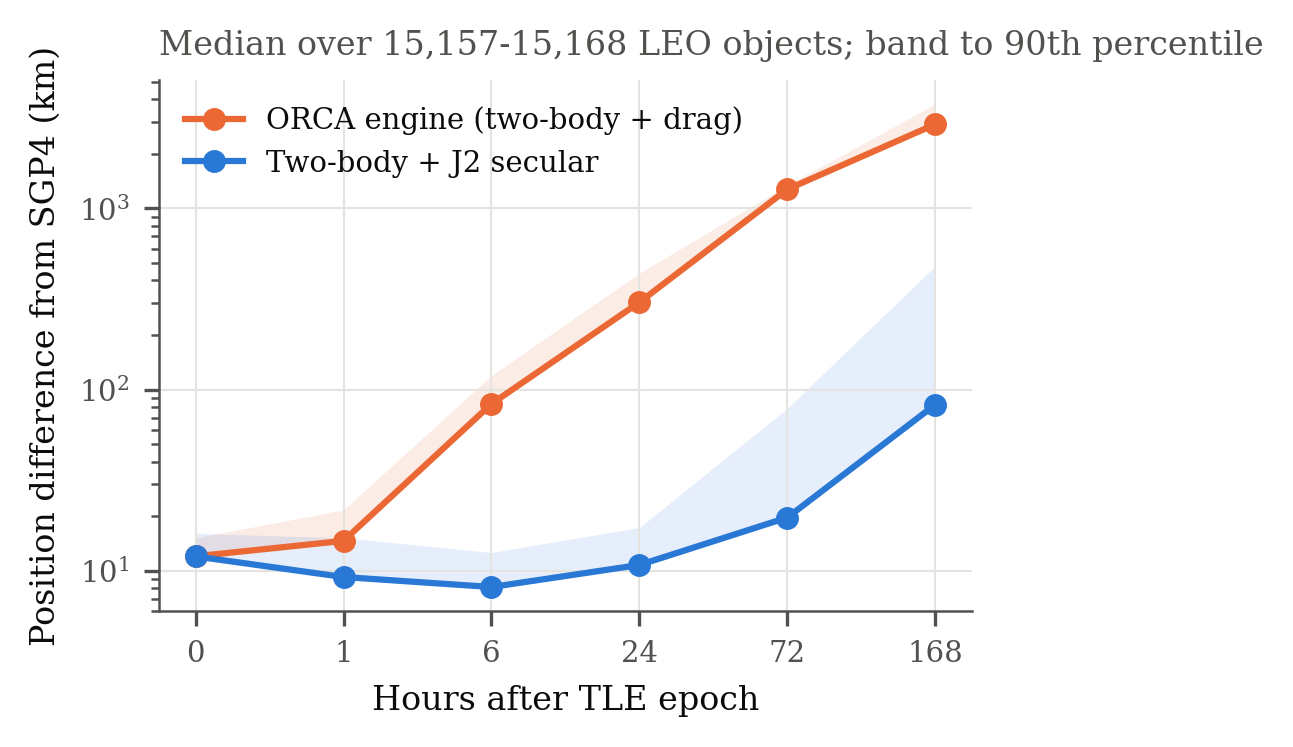 Median over 15,157-15,168 LEO objects; band to 90th percentile
ORCA engine (two-body + drag)
Two-body + J2 secular
Position difference from SGP4 (km)
10³
10²
10¹
0 1 6 24 72 168
Hours after TLE epoch